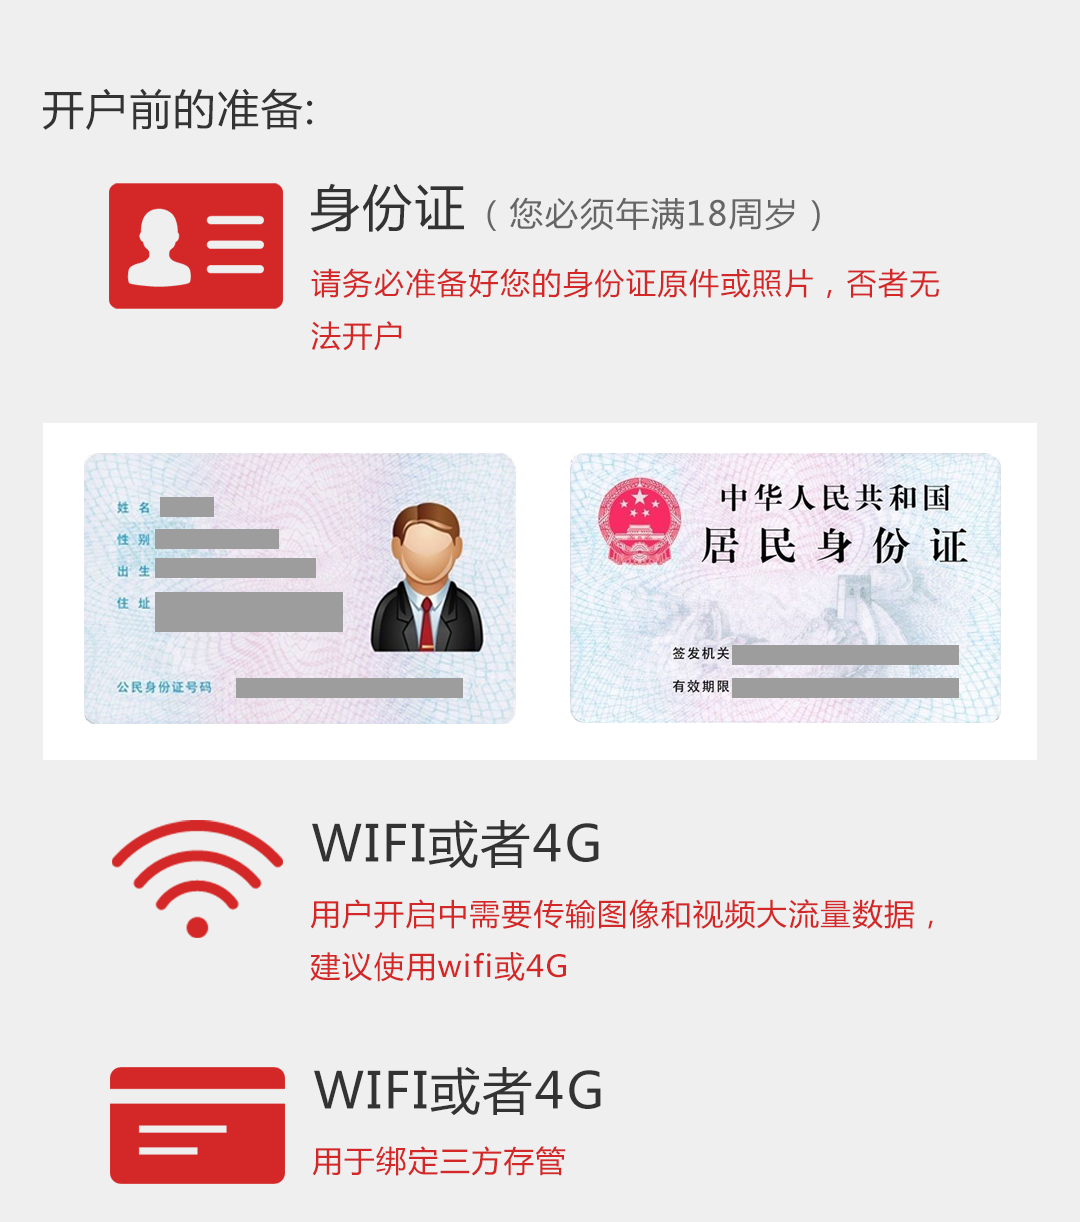 开户前的准备:
身份证（您必须年满18周岁）
请务必准备好您的身份证原件或照片，否者无
法开户
姓 名
性 别
出 生
住 址
公民身份证号码
中华人民共和国
居民身份证
签发机关
有效期限
WIFI或者4G
用户开启中需要传输图像和视频大流量数据，
建议使用wifi或4G
WIFI或者4G
用于绑定三方存管